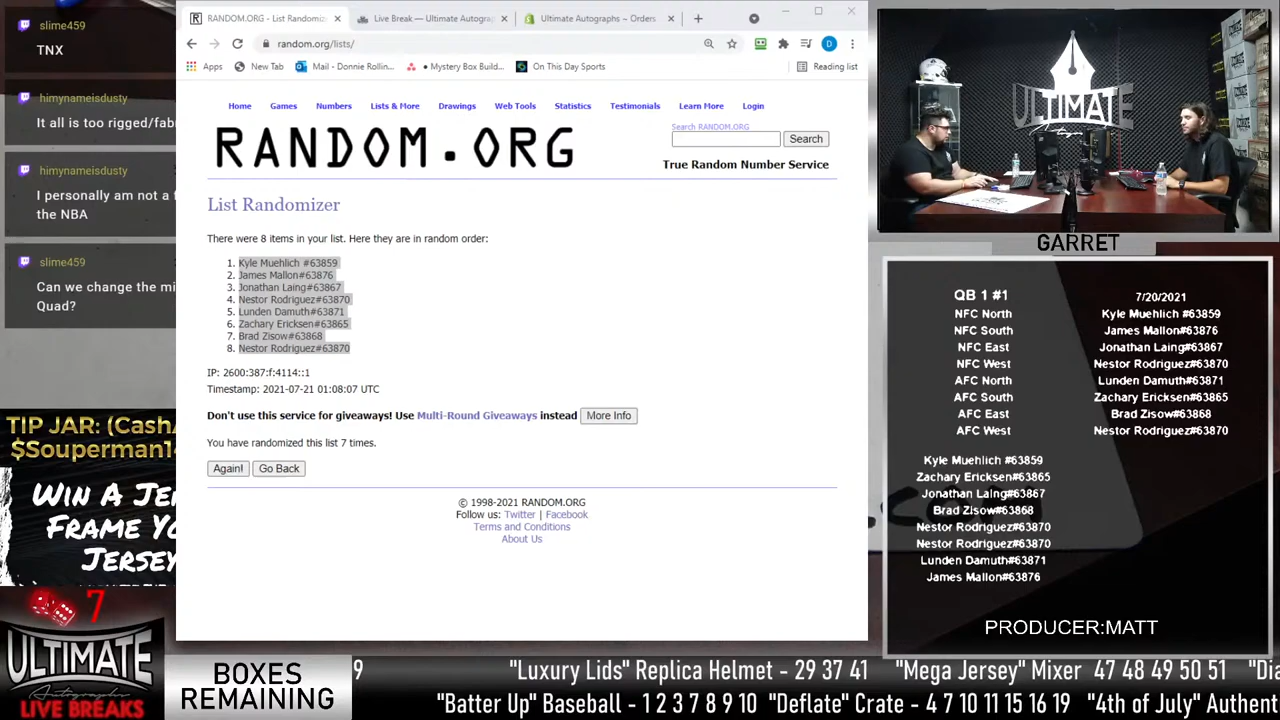 slime459
TNX
himynameisdusty
It all is too rigged/fab
himynameisdusty
I personally am not a f
the NBA
slime459
Can we change the mi
Quad?
TIP JAR: (Cash
$Souperman1
WIN A JE
FRAME YO
JERSEY
7
ULTIMATE
Autographs
LIVE BREAKS
RANDOM.ORG - List Randomiz
Live Break — Ultimate Autogra
Ultimate Autographs ~ Orders
random.org/lists/
D
Apps
New Tab
Mail - Donnie Rollin...
• Mystery Box Buil...
On This Day Sports
Reading list
Home
Games
Numbers
Lists & More
Drawings
Web Tools
Statistics
Testimonials
Learn More
Login
RANDOM.ORG
Search RANDOM.ORG
Search
True Random Number Service
List Randomizer
There were 8 items in your list. Here they are in random order:
1. Kyle Muehlich #63859
2. James Mallon#63876
3. Jonathan Laing#63867
4. Nestor Rodriguez#63870
5. Lunden Damuth#63871
6. Zachary Ericksen#63865
7. Brad Zisow#63868
8. Nestor Rodriguez#63870
IP: 2600:387:f:4114::1
Timestamp: 2021-07-21 01:08:07 UTC
Don't use this service for giveaways! Use Multi-Round Giveaways instead More Info
You have randomized this list 7 times.
Again! Go Back
© 1998-2021 RANDOM.ORG
Follow us: Twitter | Facebook
Terms and Conditions
About Us
ULTIMATE
GARRET
QB 1 #1 7/20/2021
NFC North Kyle Muehlich #63859
NFC South James Mallon#63876
NFC East Jonathan Laing#63867
NFC West Nestor Rodriguez#63870
AFC North Lunden Damuth#63871
AFC South Zachary Ericksen#63865
AFC East Brad Zisow#63868
AFC West Nestor Rodriguez#63870
Kyle Muehlich #63859
Zachary Ericksen#63865
Jonathan Laing#63867
Brad Zisow#63868
Nestor Rodriguez#63870
Nestor Rodriguez#63870
Lunden Damuth#63871
James Mallon#63876
PRODUCER:MATT
BOXES
REMAINING
9 "Luxury Lids" Replica Helmet - 29 37 41 "Mega Jersey" Mixer 47 48 49 50 51 "Dia
"Batter Up" Baseball - 1 2 3 7 8 9 10 "Deflate" Crate - 4 7 10 11 15 16 19 "4th of July" Authent